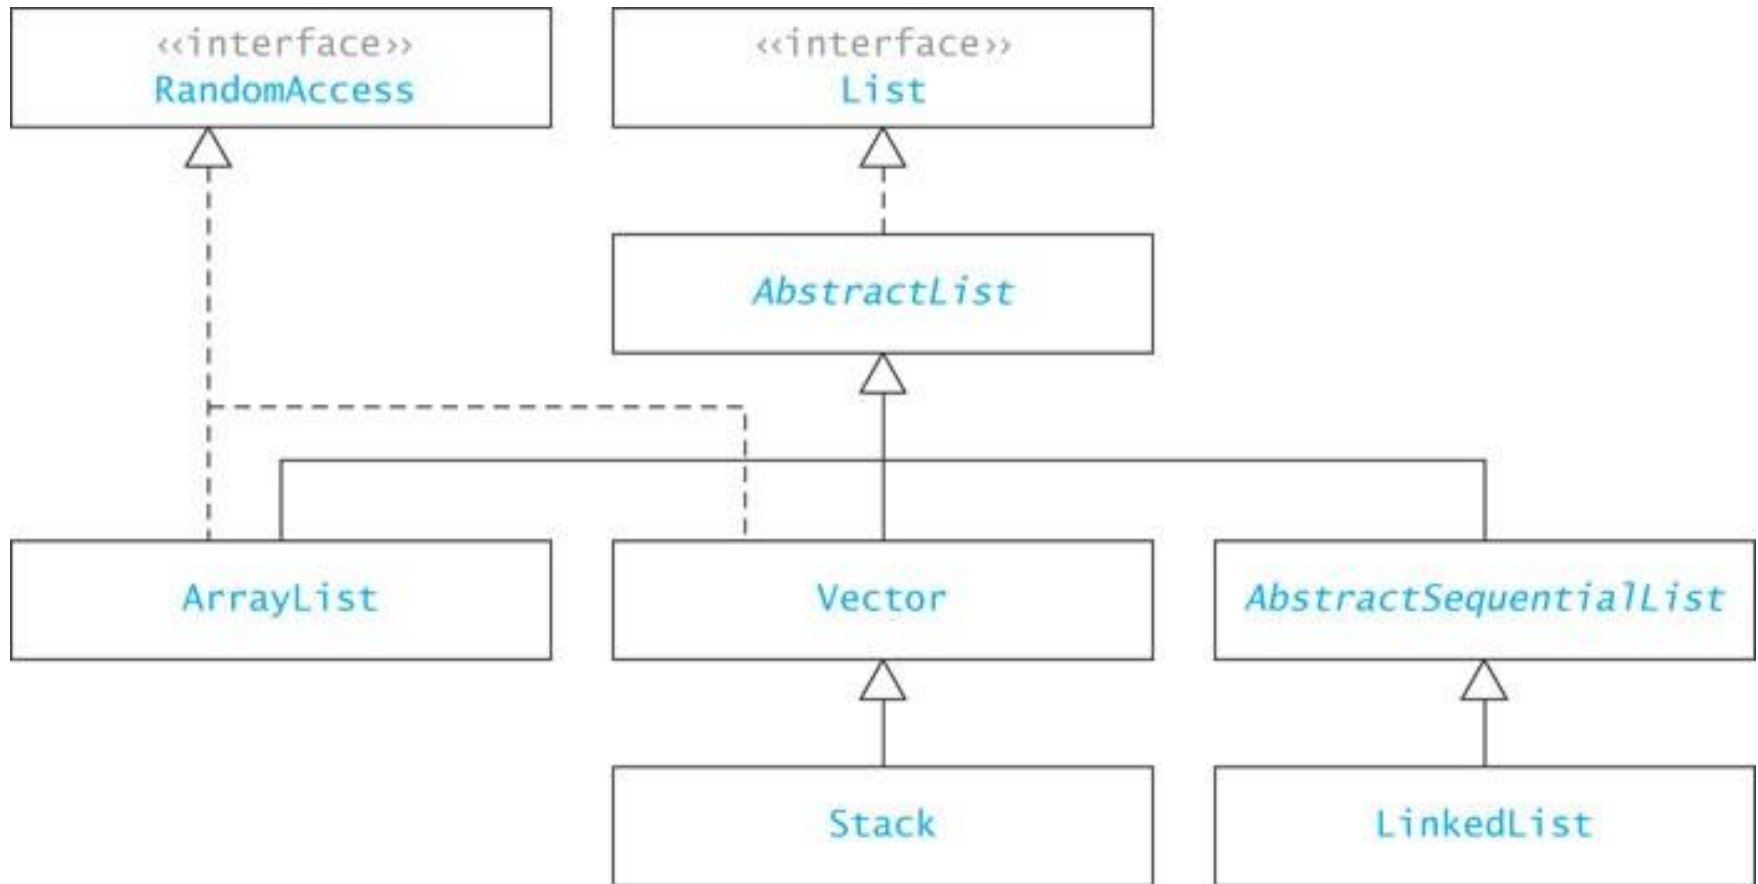 ‹‹interface››
RandomAccess
‹‹interface››
List
AbstractList
ArrayList
Vector
AbstractSequentialList
Stack
LinkedList